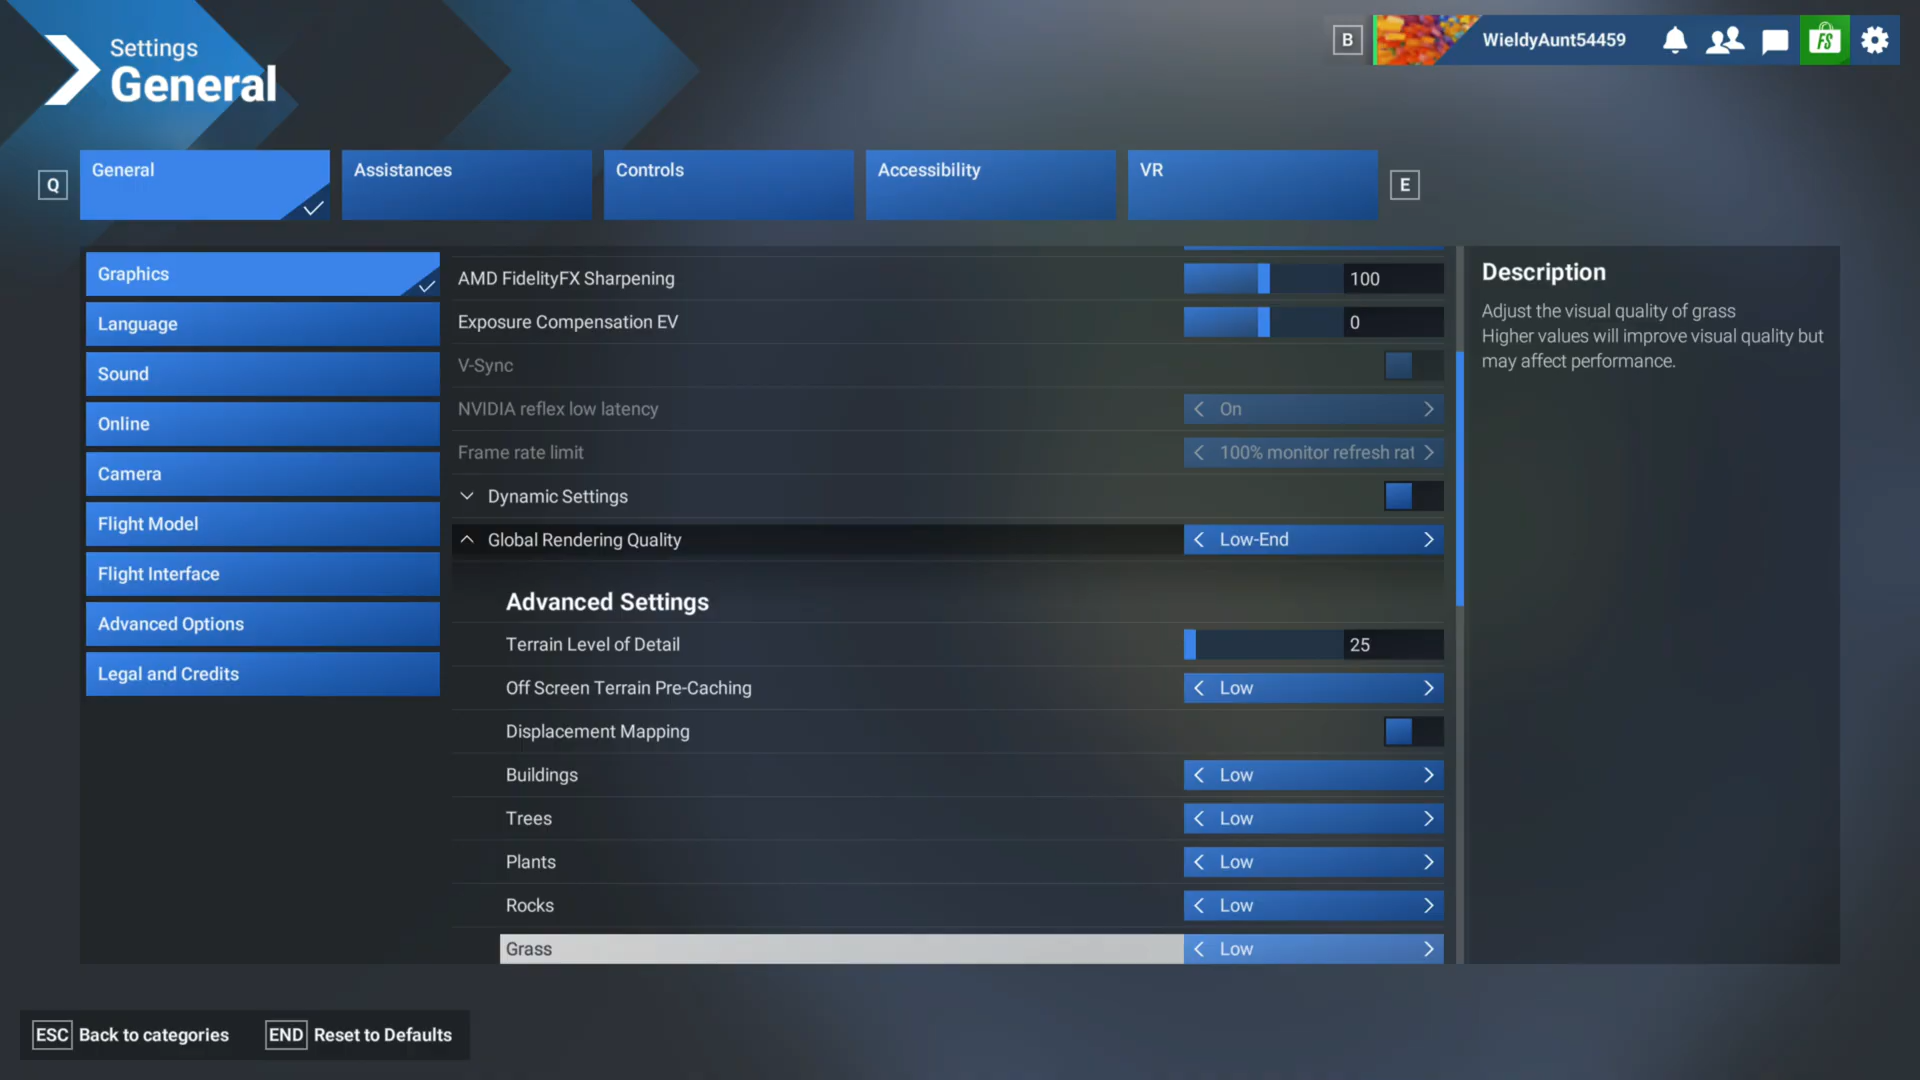 Settings
General
B
WieldyAunt54459
FS
Q
General
Assistances
Controls
Accessibility
VR
E
Graphics
Language
Sound
Online
Camera
Flight Model
Flight Interface
Advanced Options
Legal and Credits
AMD FidelityFX Sharpening 100
Exposure Compensation EV 0
V-Sync
NVIDIA reflex low latency On
Frame rate limit 100% monitor refresh rat
Dynamic Settings
Global Rendering Quality Low-End
Advanced Settings
Terrain Level of Detail 25
Off Screen Terrain Pre-Caching Low
Displacement Mapping
Buildings Low
Trees Low
Plants Low
Rocks Low
Grass Low
Description
Adjust the visual quality of grass
Higher values will improve visual quality but
may affect performance.
ESC Back to categories
END Reset to Defaults